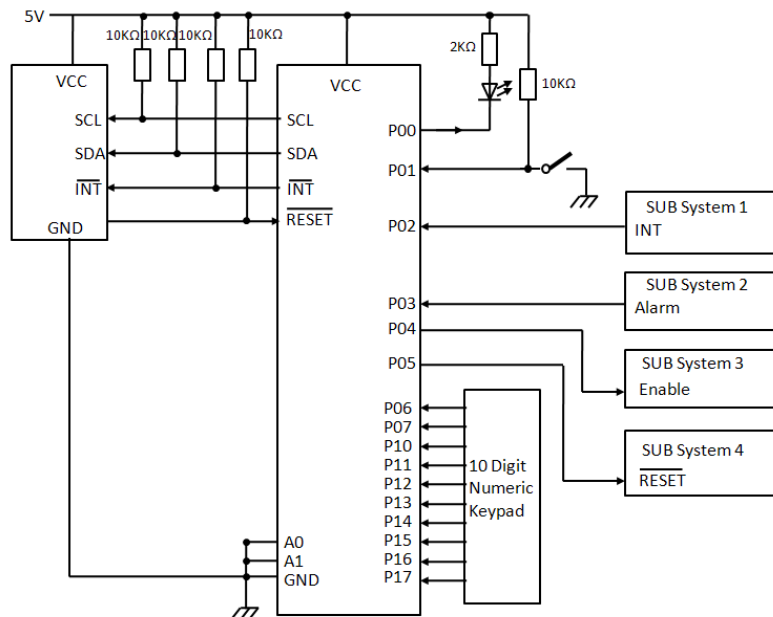 5V
10KΩ 10KΩ 10KΩ 10KΩ
2KΩ
10KΩ
VCC
SCL
SDA
INT
GND
VCC
SCL
SDA
INT
RESET
A0
A1
GND
P00
P01
P02
P03
P04
P05
P06
P07
P10
P11
P12
P13
P14
P15
P16
P17
10 Digit
Numeric
Keypad
SUB System 1
INT
SUB System 2
Alarm
SUB System 3
Enable
SUB System 4
RESET